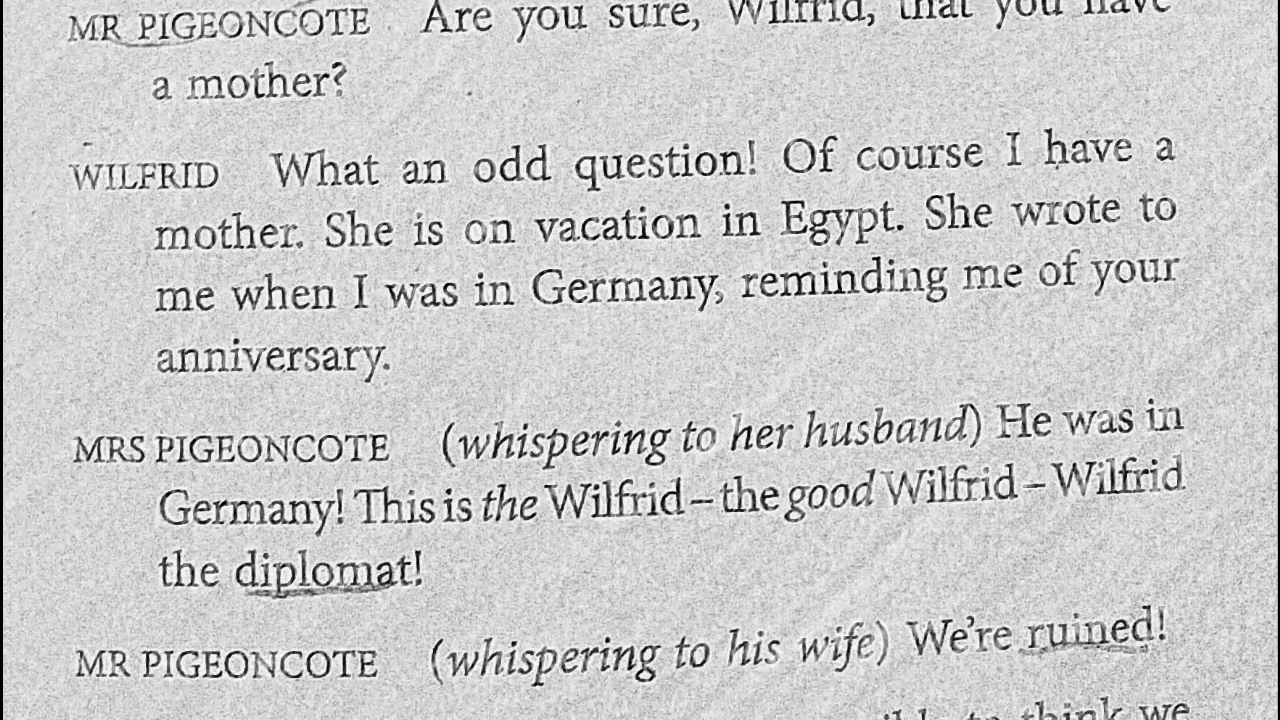 MR PIGEONCOTE Are you sure, Wilfrid, that you have
a mother?
WILFRID What an odd question! Of course I have a
mother. She is on vacation in Egypt. She wrote to
me when I was in Germany, reminding me of your
anniversary.
MRS PIGEONCOTE (whispering to her husband) He was in
Germany! This is the Wilfrid – the good Wilfrid – Wilfrid
the diplomat!
MR PIGEONCOTE (whispering to his wife) We're ruined!
to think we